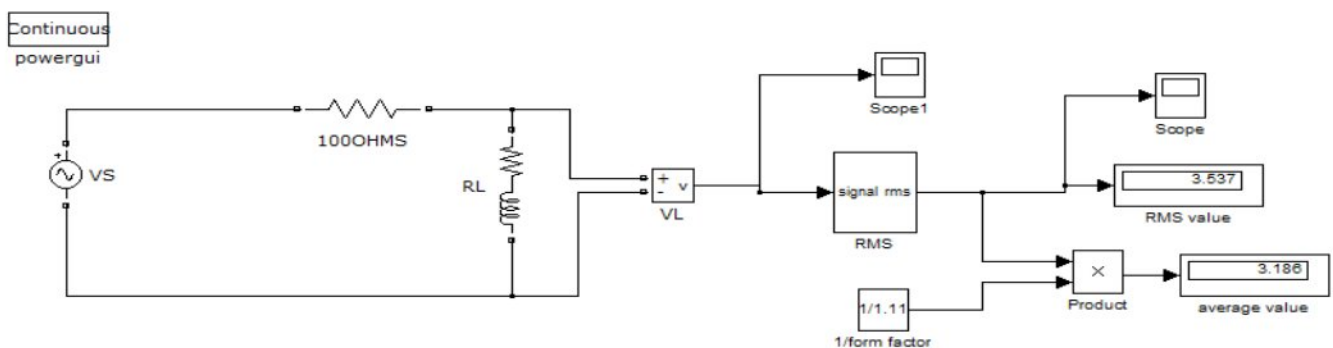 Continuous
powergui
Scope1
Scope
100OHMS
+
VS
RL
+
-
v
VL
signal rms
RMS
3.537
RMS value
×
Product
3.186
average value
1/1.11
1/form factor